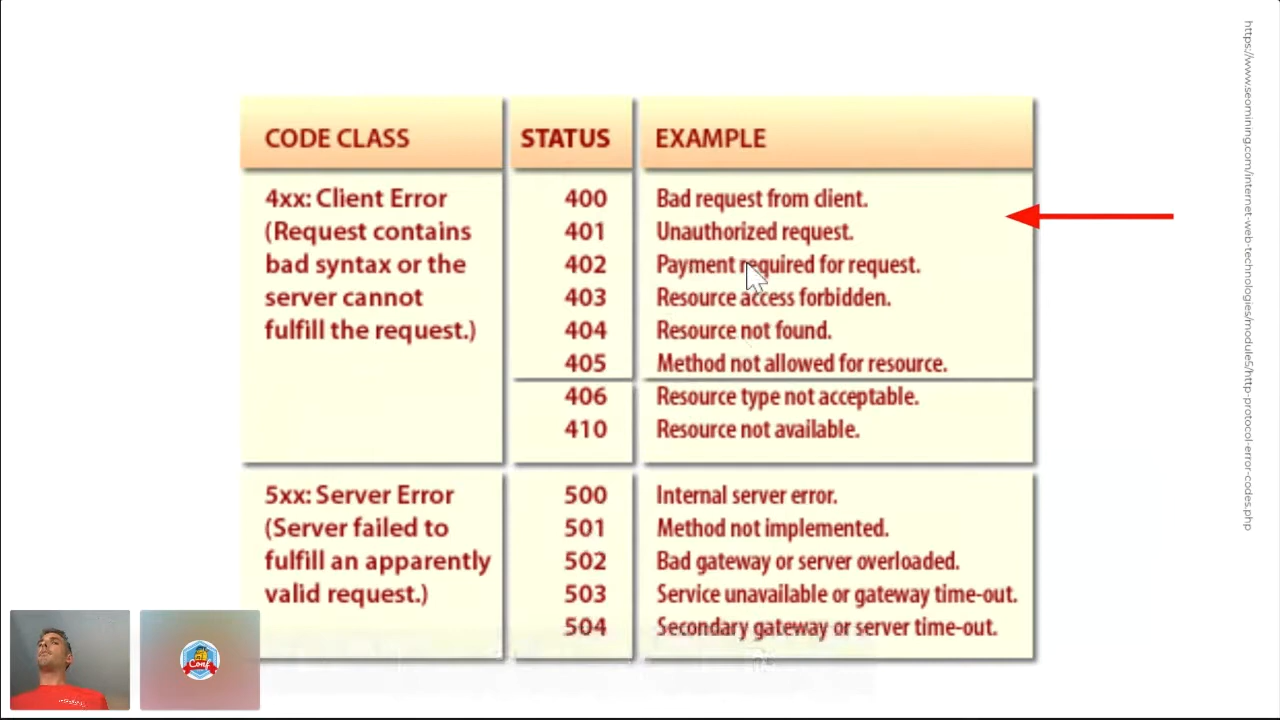 CODE CLASS STATUS EXAMPLE
4xx: Client Error 400 Bad request from client.
(Request contains 401 Unauthorized request.
bad syntax or the 402 Payment required for request.
server cannot 403 Resource access forbidden.
fulfill the request.) 404 Resource not found.
405 Method not allowed for resource.
406 Resource type not acceptable.
410 Resource not available.
5xx: Server Error 500 Internal server error.
(Server failed to 501 Method not implemented.
fulfill an apparently 502 Bad gateway or server overloaded.
valid request.) 503 Service unavailable or gateway time-out.
504 Secondary gateway or server time-out.
https://www.seomining.com/internet-web-technologies/module5/http-protocol-error-codes.php
Conf